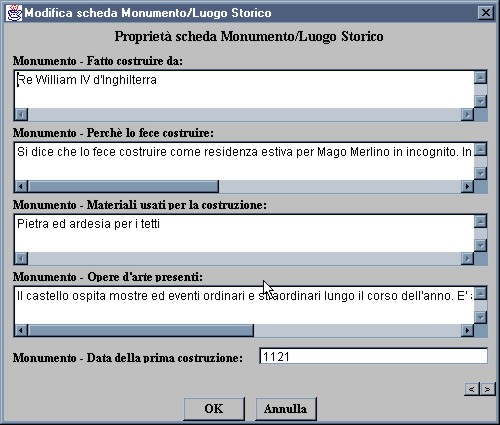 Modifica scheda Monumento/Luogo Storico
Proprietà scheda Monumento/Luogo Storico
Monumento - Fatto costruire da:
Re William IV d'Inghilterra
Monumento - Perchè lo fece costruire:
Si dice che lo fece costruire come residenza estiva per Mago Merlino in incognito. In
Monumento - Materiali usati per la costruzione:
Pietra ed ardesia per i tetti
Monumento - Opere d'arte presenti:
Il castello ospita mostre ed eventi ordinari e straordinari lungo il corso dell'anno. E'
Monumento - Data della prima costruzione: 1121
< >
OK Annulla